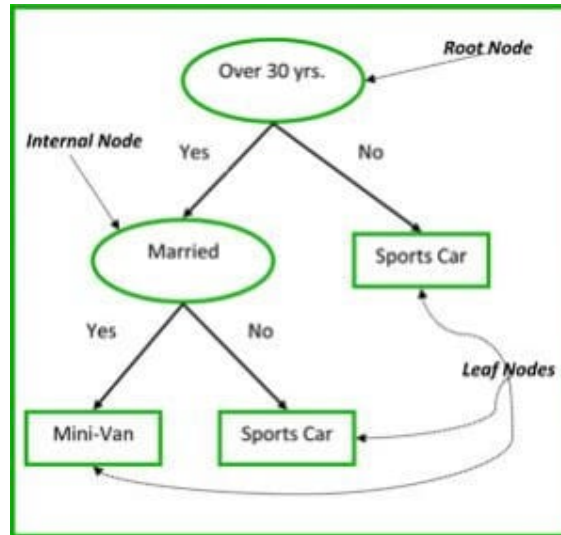 Root Node
Over 30 yrs.
Internal Node
Yes
No
Married
Sports Car
Yes
No
Leaf Nodes
Mini-Van
Sports Car